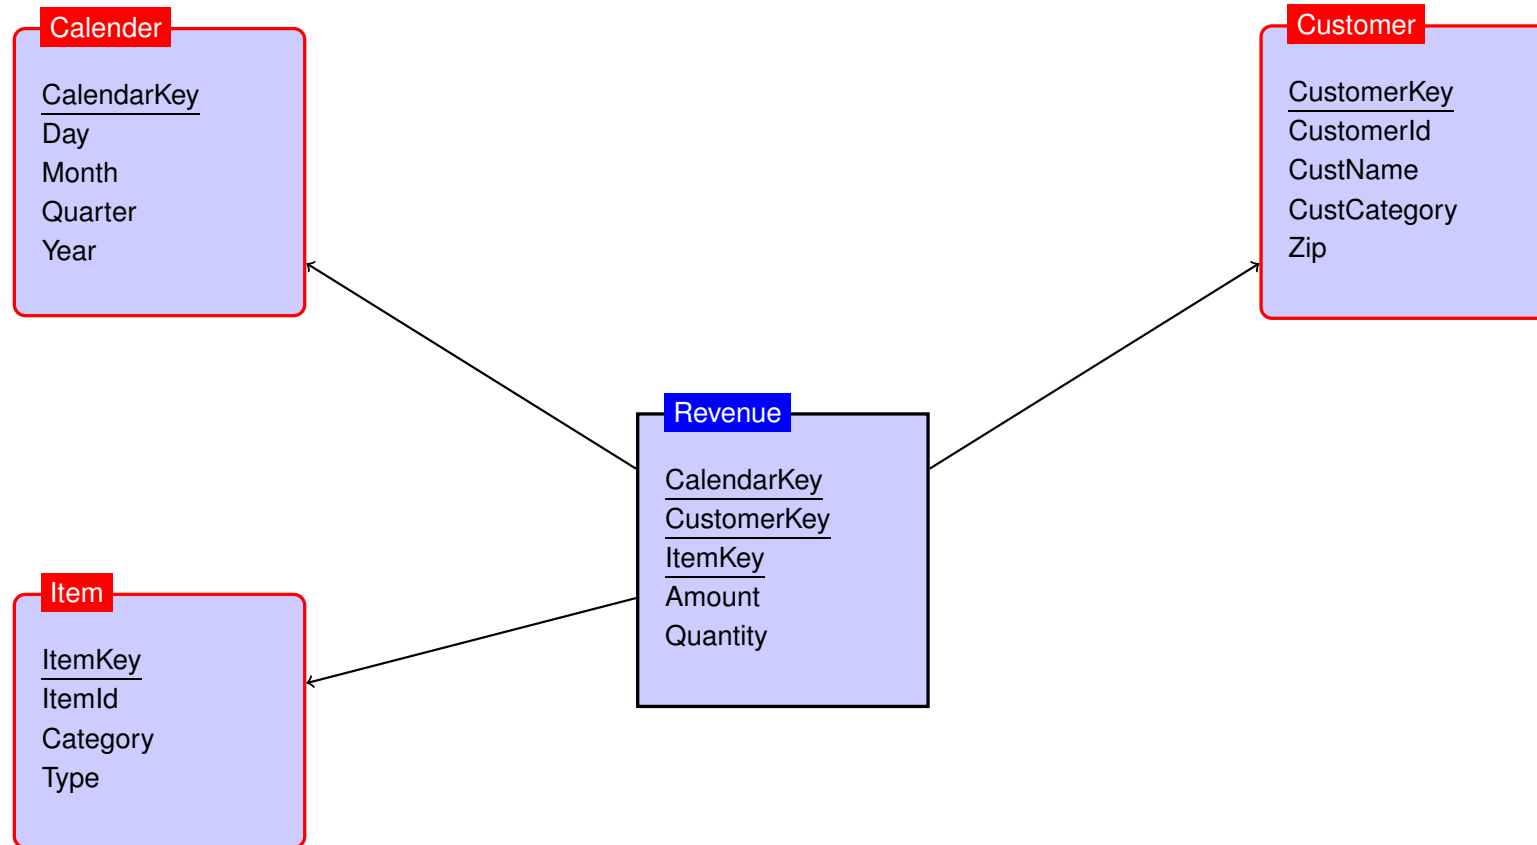 Calender
CalendarKey
Day
Month
Quarter
Year
Customer
CustomerKey
CustomerId
CustName
CustCategory
Zip
Revenue
CalendarKey
CustomerKey
ItemKey
Amount
Quantity
Item
ItemKey
ItemId
Category
Type